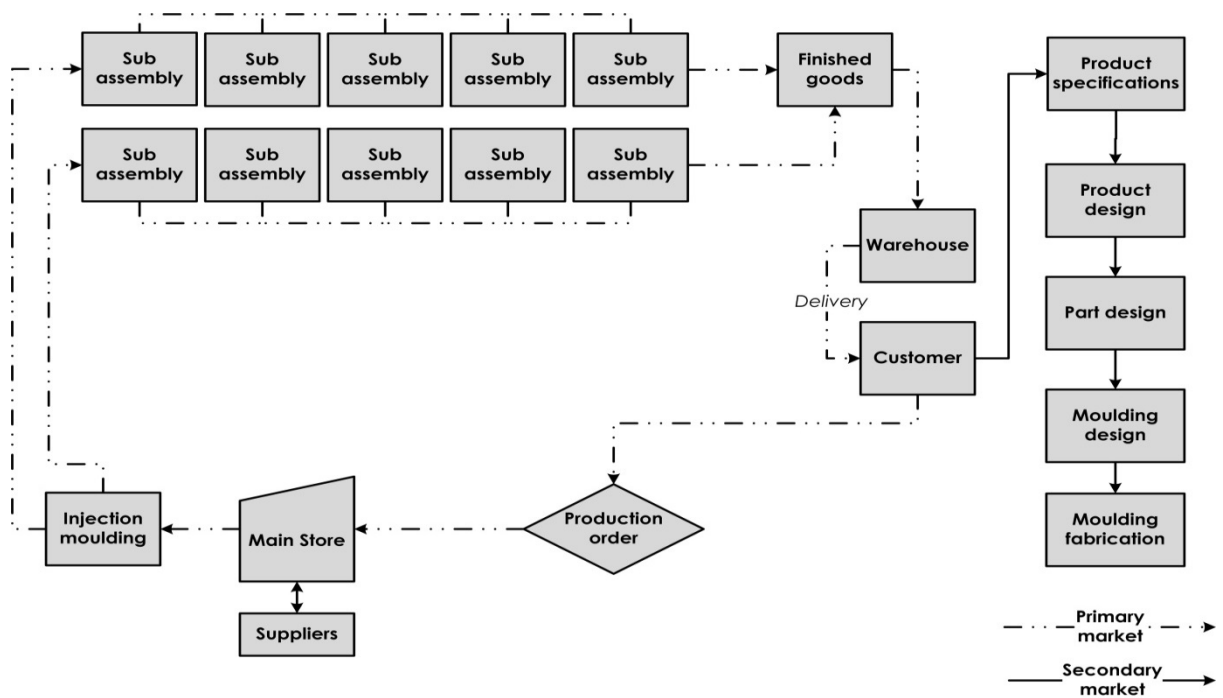 Sub
assembly
Sub
assembly
Sub
assembly
Sub
assembly
Sub
assembly
Finished
goods
Product
specifications
Sub
assembly
Sub
assembly
Sub
assembly
Sub
assembly
Sub
assembly
Product
design
Warehouse
Delivery
Part design
Customer
Moulding
design
Injection
moulding
Main Store
Production
order
Moulding
fabrication
Suppliers
Primary
market
Secondary
market